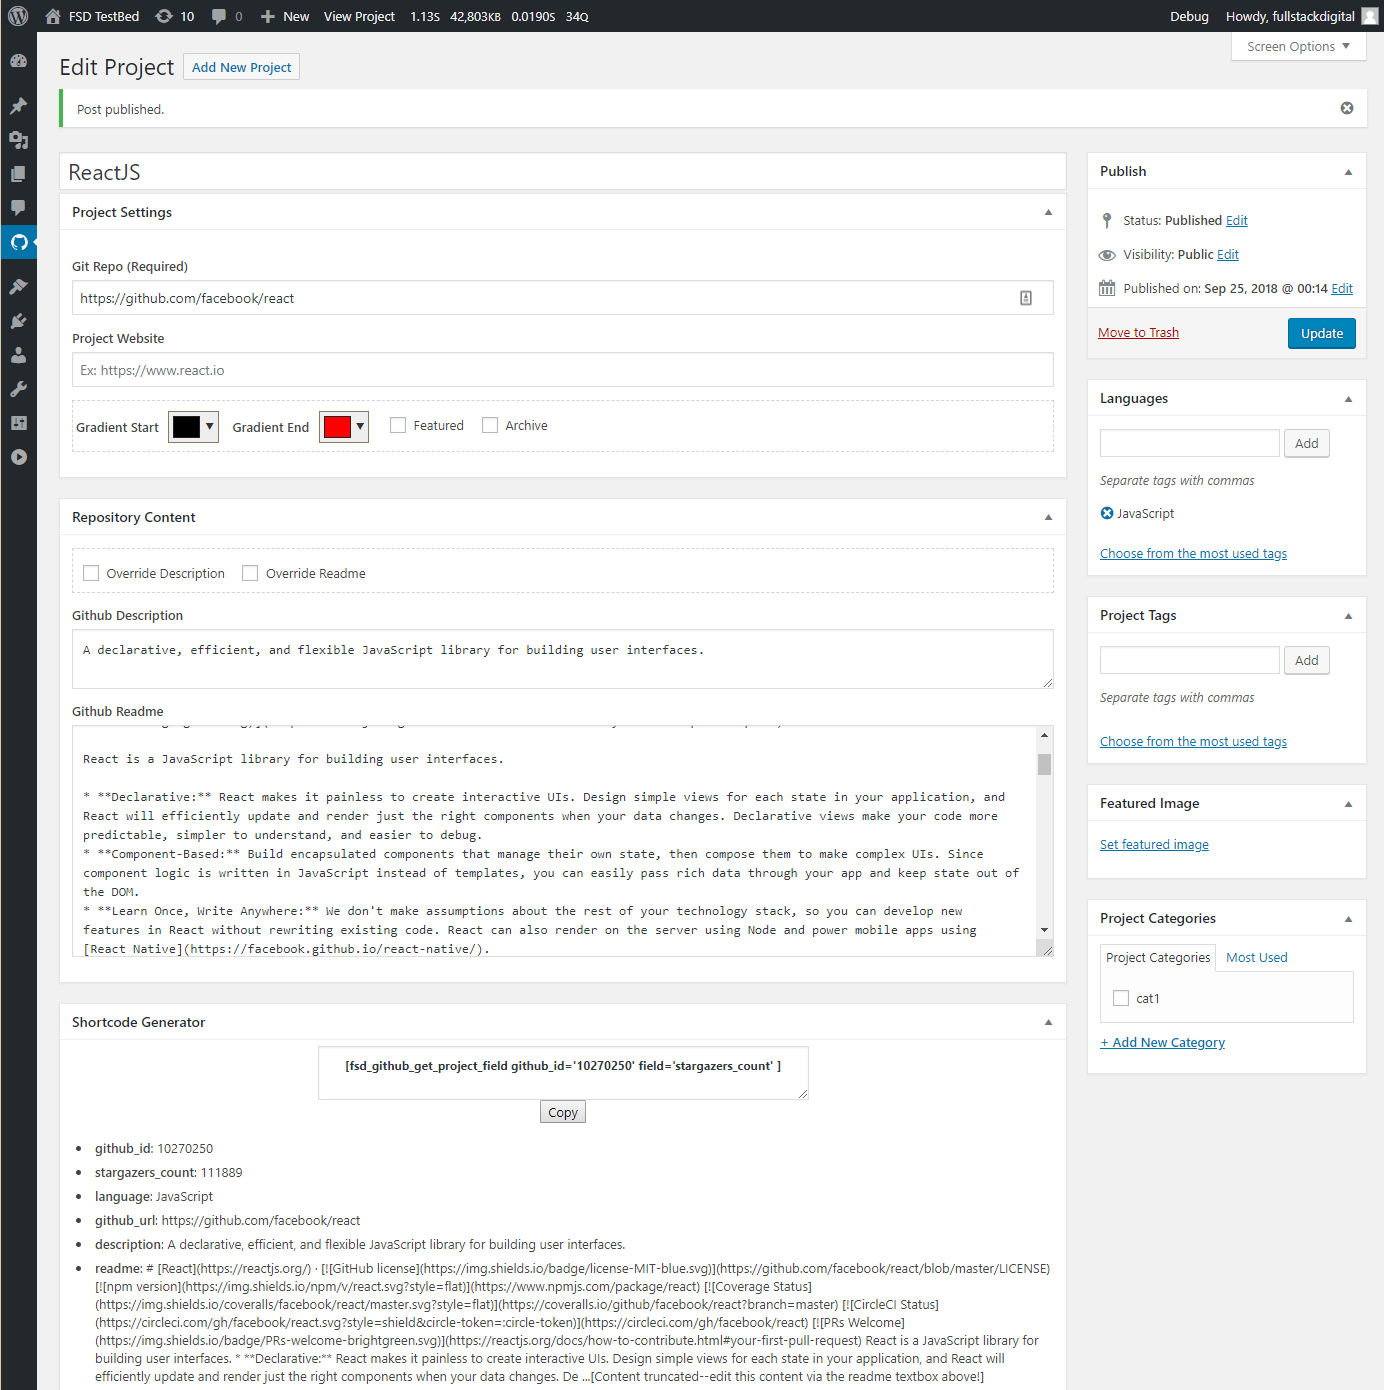 FSD TestBed 10 0 New View Project 1.13S 42,803KB 0.0190S 34Q Debug Howdy, fullstackdigital
Screen Options
Edit Project Add New Project
Post published.
ReactJS
Project Settings
Git Repo (Required)
https://github.com/facebook/react
Project Website
Ex: https://www.react.io
Gradient Start Gradient End Featured Archive
Repository Content
Override Description Override Readme
Github Description
A declarative, efficient, and flexible JavaScript library for building user interfaces.
Github Readme
React is a JavaScript library for building user interfaces.
* **Declarative:** React makes it painless to create interactive UIs. Design simple views for each state in your application, and
React will efficiently update and render just the right components when your data changes. Declarative views make your code more
predictable, simpler to understand, and easier to debug.
* **Component-Based:** Build encapsulated components that manage their own state, then compose them to make complex UIs. Since
component logic is written in JavaScript instead of templates, you can easily pass rich data through your app and keep state out of
the DOM.
* **Learn Once, Write Anywhere:** We don't make assumptions about the rest of your technology stack, so you can develop new
features in React without rewriting existing code. React can also render on the server using Node and power mobile apps using
[React Native](https://facebook.github.io/react-native/).
Shortcode Generator
[fsd_github_get_project_field github_id='10270250' field='stargazers_count' ]
Copy
• github_id: 10270250
• stargazers_count: 111889
• language: JavaScript
• github_url: https://github.com/facebook/react
• description: A declarative, efficient, and flexible JavaScript library for building user interfaces.
• readme: # [React](https://reactjs.org/) · [![GitHub license](https://img.shields.io/badge/license-MIT-blue.svg)](https://github.com/facebook/react/blob/master/LICENSE)
[![npm version](https://img.shields.io/npm/v/react.svg?style=flat)](https://www.npmjs.com/package/react) [![Coverage Status]
(https://img.shields.io/coveralls/facebook/react/master.svg?style=flat)](https://coveralls.io/github/facebook/react?branch=master) [![CircleCI Status]
(https://circleci.com/gh/facebook/react.svg?style=shield&circle-token=:circle-token)](https://circleci.com/gh/facebook/react) [![PRs Welcome]
(https://img.shields.io/badge/PRs-welcome-brightgreen.svg)](https://reactjs.org/docs/how-to-contribute.html#your-first-pull-request) React is a JavaScript library for
building user interfaces. * **Declarative:** React makes it painless to create interactive UIs. Design simple views for each state in your application, and React will
efficiently update and render just the right components when your data changes. De ...[Content truncated--edit this content via the readme textbox above!]
Publish
Status: Published Edit
Visibility: Public Edit
Published on: Sep 25, 2018 @ 00:14 Edit
Move to Trash Update
Languages
Add
Separate tags with commas
JavaScript
Choose from the most used tags
Project Tags
Add
Separate tags with commas
Choose from the most used tags
Featured Image
Set featured image
Project Categories
Project Categories Most Used
cat1
+ Add New Category